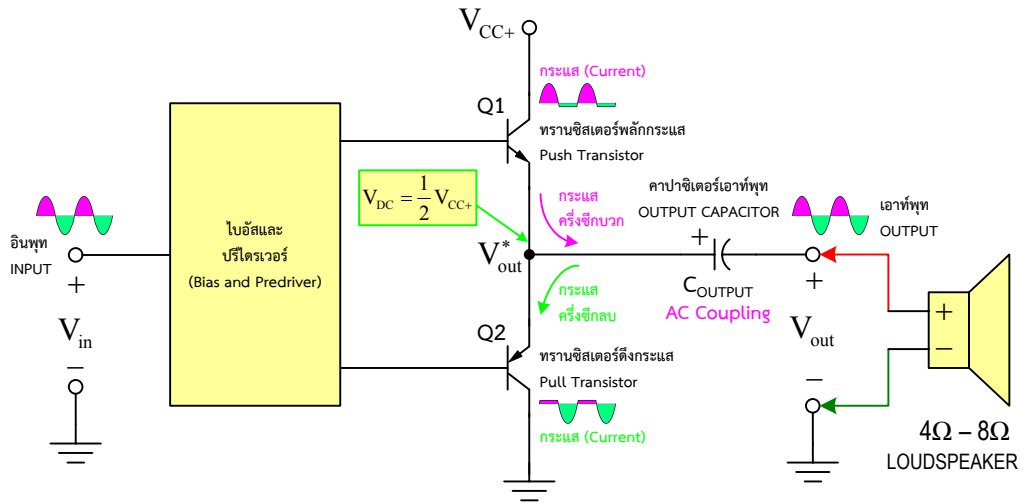 V_CC+
กระแส (Current)
Q1
ทรานซิสเตอร์พลักกระแส
Push Transistor
V_DC = 1/2 V_CC+
กระแส
ครึ่งซีกบวก
คาปาซิเตอร์เอาท์พุท
OUTPUT CAPACITOR
+
เอาท์พุท
OUTPUT
อินพุท
INPUT
ไบอัสและ
ปรีไดรเวอร์
(Bias and Predriver)
V*_out
C_OUTPUT
AC Coupling
กระแส
ครึ่งซีกลบ
+
V_in
−
+
V_out
−
+
−
Q2
ทรานซิสเตอร์ดึงกระแส
Pull Transistor
กระแส (Current)
4Ω – 8Ω
LOUDSPEAKER